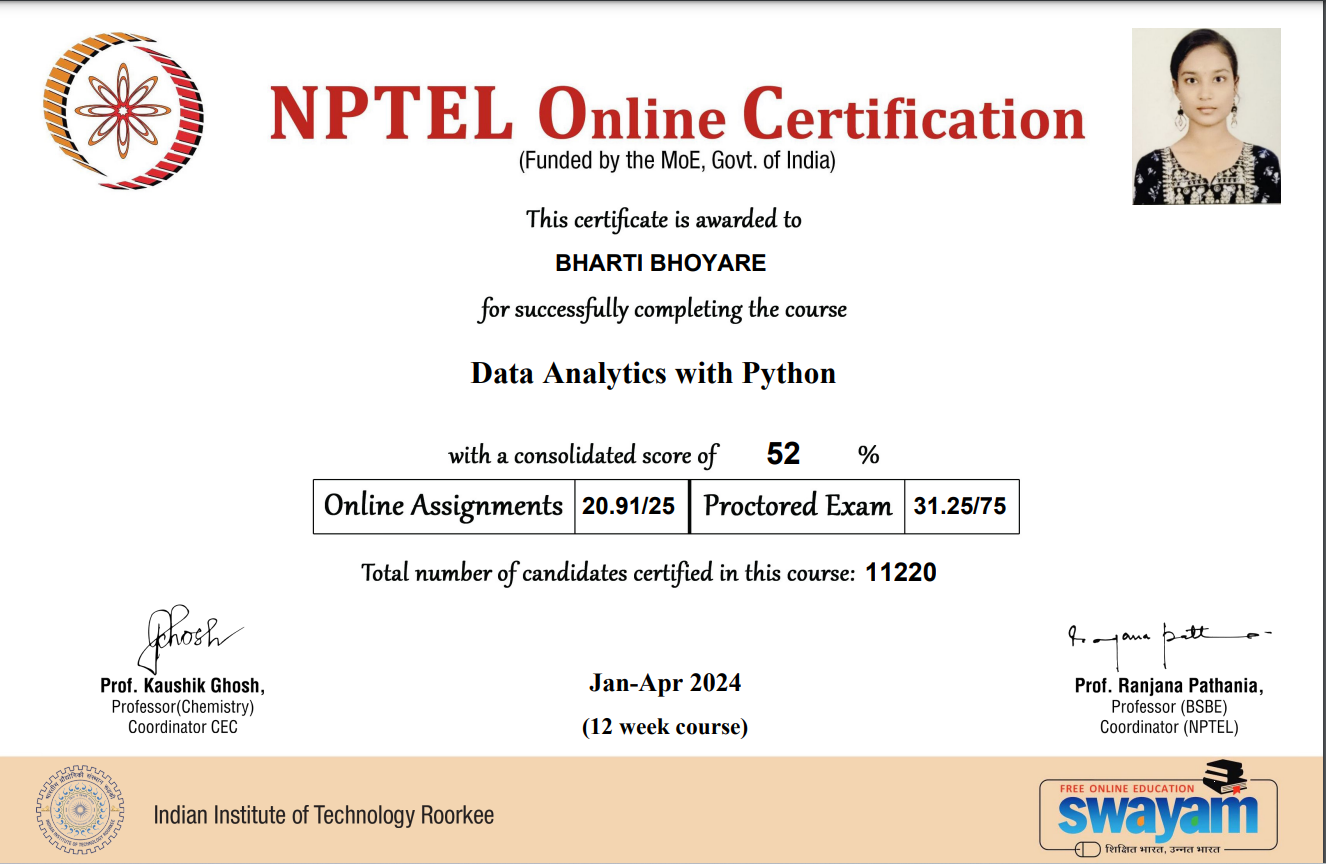 NPTEL Online Certification
(Funded by the MoE, Govt. of India)
This certificate is awarded to
BHARTI BHOYARE
for successfully completing the course
Data Analytics with Python
with a consolidated score of 52 %
Online Assignments 20.91/25 Proctored Exam 31.25/75
Total number of candidates certified in this course: 11220
Ghosh
Prof. Kaushik Ghosh,
Professor(Chemistry)
Coordinator CEC
Jan-Apr 2024
(12 week course)
Prof. Ranjana Pathania,
Professor (BSBE)
Coordinator (NPTEL)
Indian Institute of Technology Roorkee
FREE ONLINE EDUCATION
swayam
शिक्षित भारत, उन्नत भारत